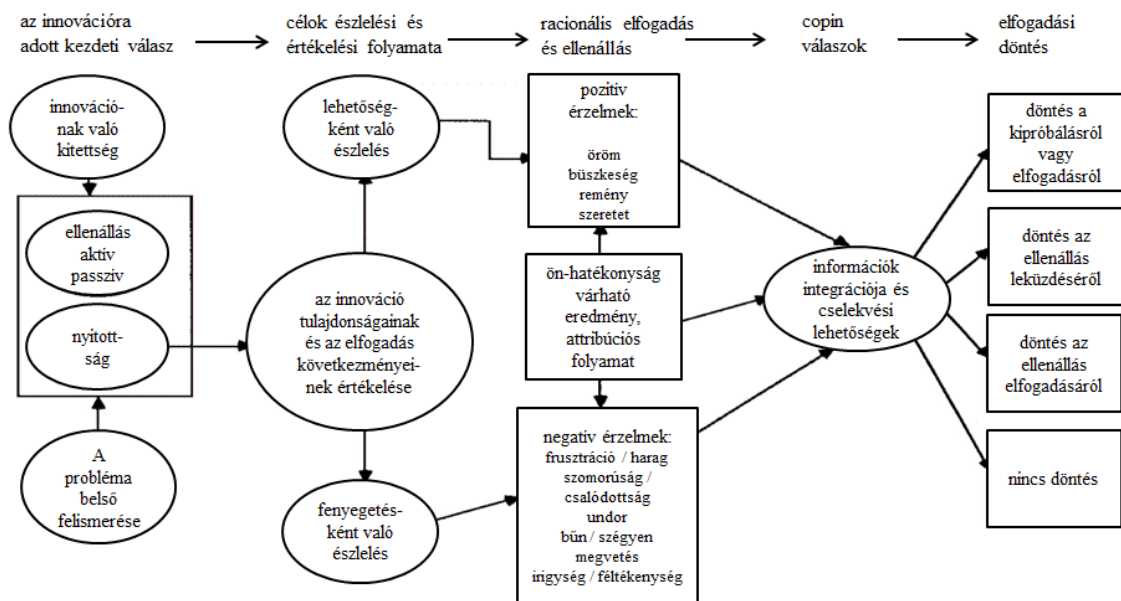 az innovációra
adott kezdeti válasz
célok észlelési és
értékelési folyamata
racionális elfogadás
és ellenállás
copin
válaszok
elfogadási
döntés
innováció-
nak való
kitettség
ellenállás
aktív
passzív
nyitott-
ság
A
probléma
belső
felismerése
lehetőség-
ként való
észlelés
az innováció
tulajdonságainak
és az elfogadás
következményei-
nek értékelése
fenyegetés-
ként való
észlelés
pozitív
érzelmek:
öröm
büszkeség
remény
szeretet
ön-hatékonyság
várható
eredmény,
attribúciós
folyamat
negatív érzelmek:
frusztráció / harag
szomorúság /
csalódottság
undor
bűn / szégyen
megvetés
irigység / féltékenység
információk
integrációja és
cselekvési
lehetőségek
döntés a
kipróbálásról
vagy
elfogadásról
döntés az
ellenállás
leküzdéséről
döntés az
ellenállás
elfogadásáról
nincs döntés